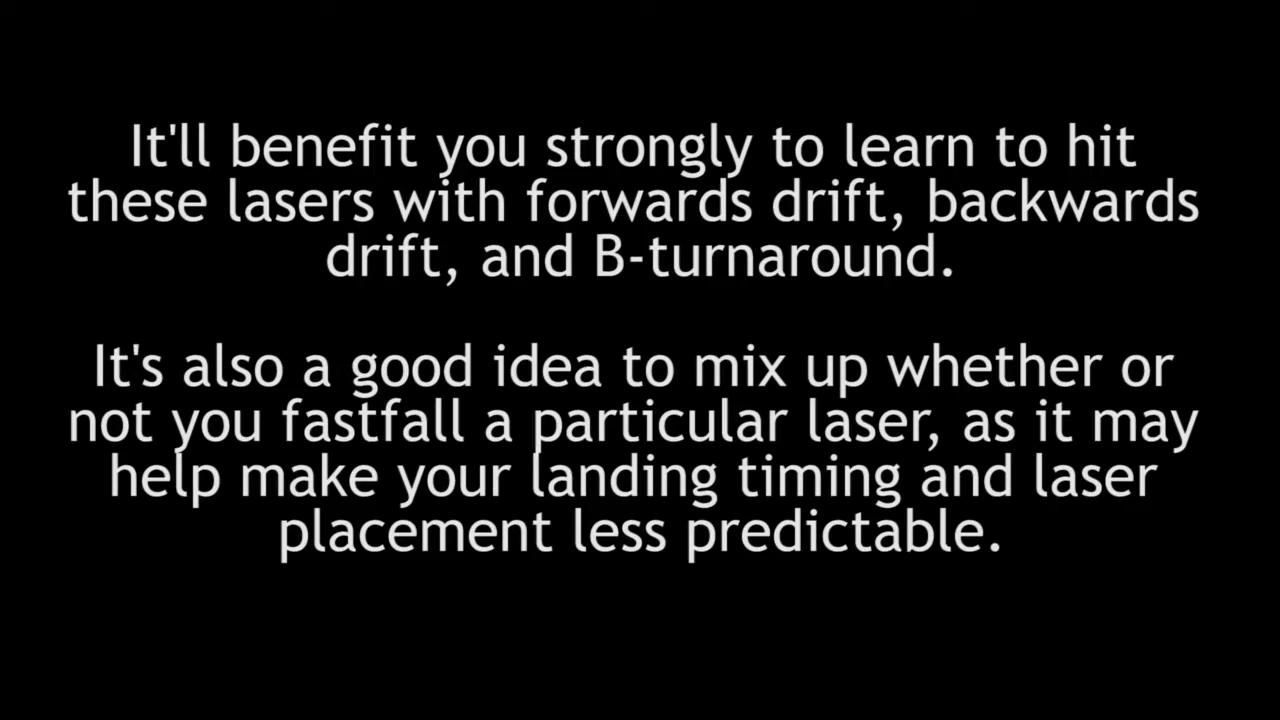 It'll benefit you strongly to learn to hit
these lasers with forwards drift, backwards
drift, and B-turnaround.
It's also a good idea to mix up whether or
not you fastfall a particular laser, as it may
help make your landing timing and laser
placement less predictable.